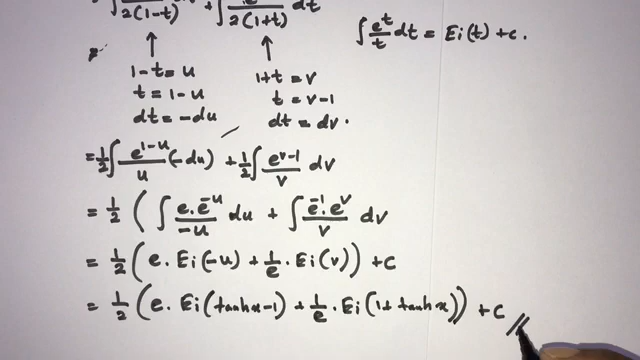 ∫ 2(1-t) + ∫ e 2(1+t) dt
∫ e^t/t dt = Ei(t) + c.
1-t = u
t = 1-u
dt = -du
1+t = v
t = v-1
dt = dv.
= 1/2 ∫ e^(1-u)/u (-du) + 1/2 ∫ e^(v-1)/v dv
= 1/2 ( ∫ e.e^-u/-u du + ∫ e^-1.e^v/v dv
= 1/2 ( e. Ei(-u) + 1/e . Ei(v) ) + c
= 1/2 ( e. Ei(tanhx-1) + 1/e . Ei(1+tanhx) ) + c //